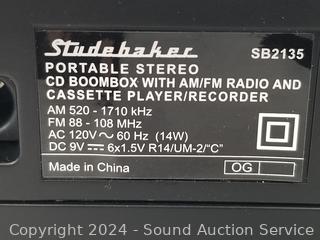 Studebaker SB2135
PORTABLE STEREO
CD BOOMBOX WITH AM/FM RADIO AND
CASSETTE PLAYER/RECORDER
AM 520 - 1710 kHz
FM 88 - 108 MHz
AC 120V ~ 60 Hz (14W)
DC 9V ⎓ 6x1.5V R14/UM-2/“C”
Made in China OG
Copyright © 2024 - Sound Auction Service